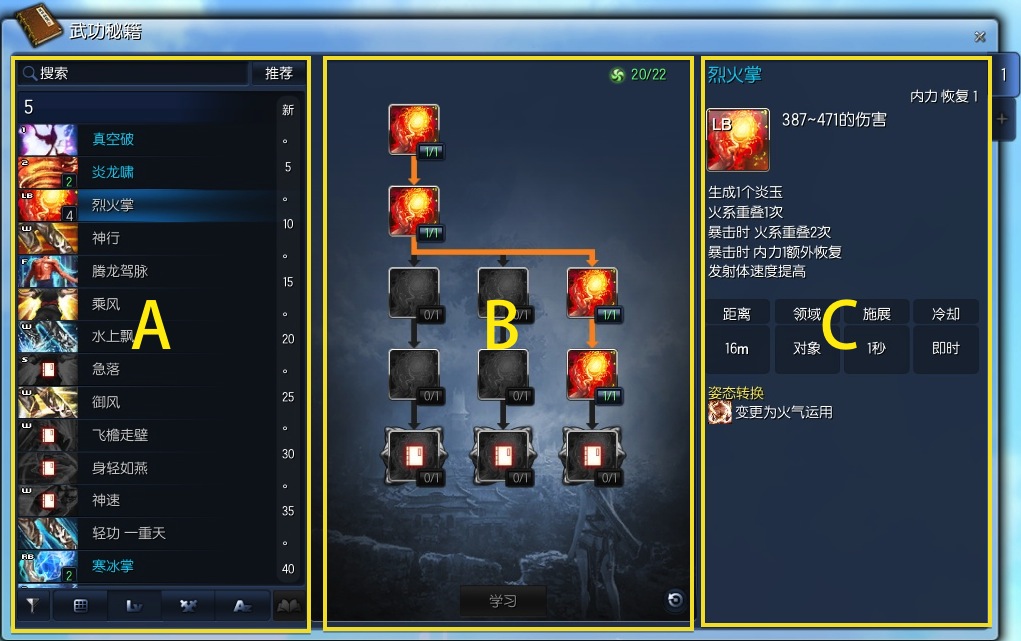 武功秘籍
搜索
推荐
5
新
真空破
炎龙啸
2
5
LB
烈火掌
4
神行
10
腾龙驾脉
15
乘风
水上飘
20
急落
御风
25
飞檐走壁
30
身轻如燕
神速
35
轻功 一重天
RB
寒冰掌
2
40
Lv
A
20/22
1/1
1/1
0/1
0/1
1/1
0/1
0/1
1/1
0/1
0/1
0/1
学习
B
烈火掌
1
内力 恢复 1
LB
387~471的伤害
生成1个炎玉
火系重叠1次
暴击时 火系重叠2次
暴击时 内力1额外恢复
发射体速度提高
距离 领域 施展 冷却
16m 对象 1秒 即时
C
姿态转换
变更为火气运用